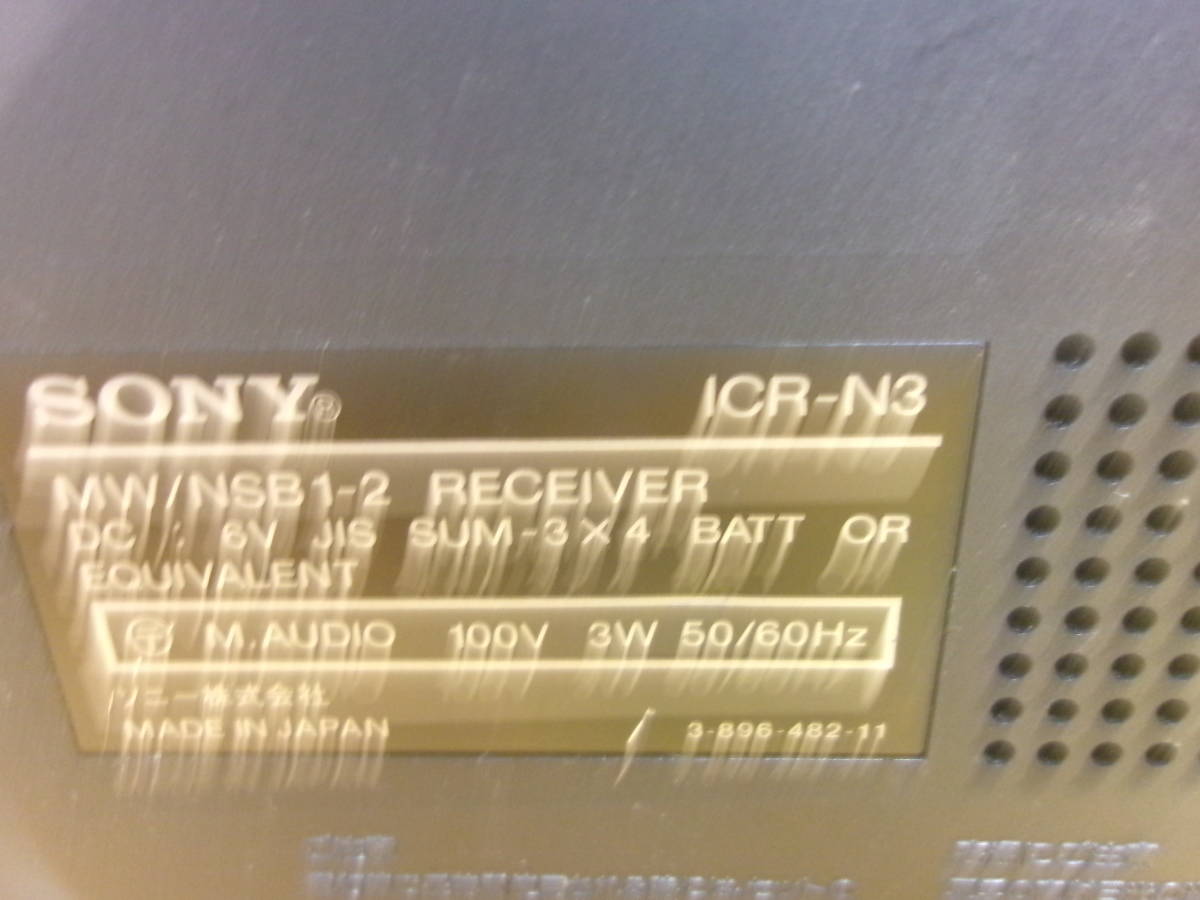 SONY® ICR-N3
MW/NSB1-2 RECEIVER
DC : 6V JIS SUM-3×4 BATT OR
EQUIVALENT
M.AUDIO 100V 3W 50/60Hz
ソニー株式会社
MADE IN JAPAN 3-896-482-11